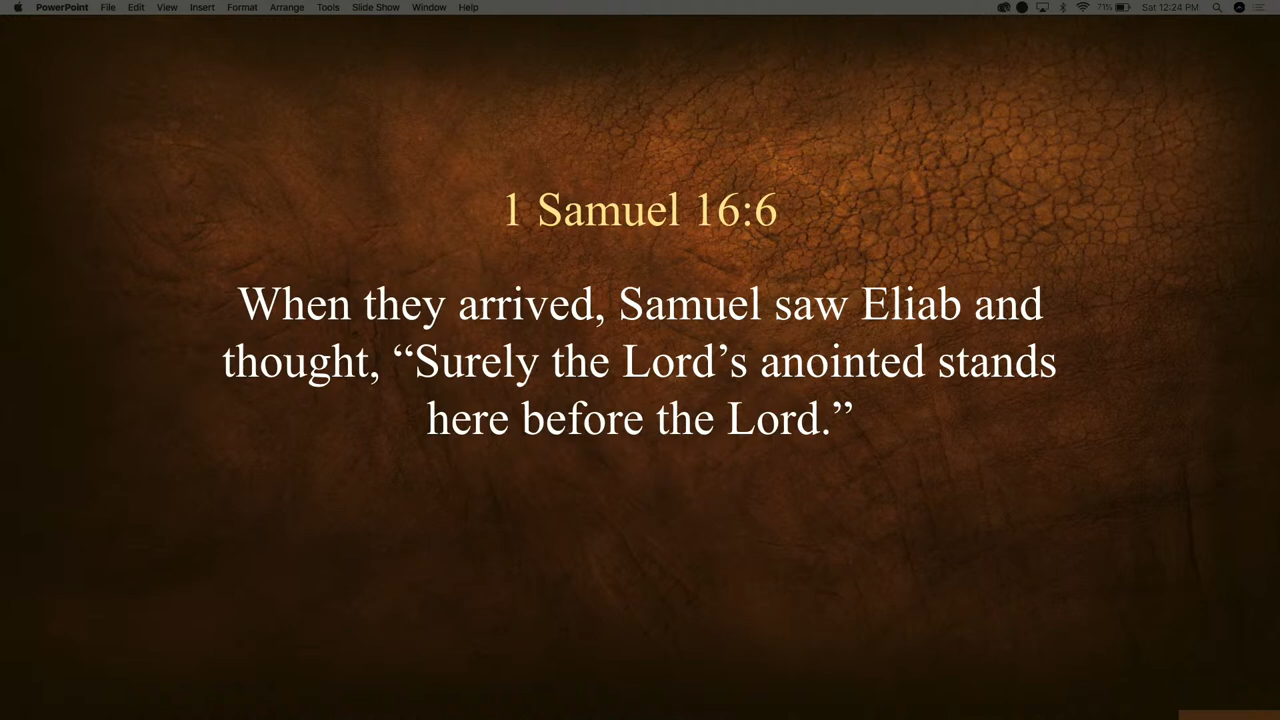 PowerPoint File Edit View Insert Format Arrange Tools Slide Show Window Help 71% Sat 12:24 PM
1 Samuel 16:6
When they arrived, Samuel saw Eliab and
thought, “Surely the Lord’s anointed stands
here before the Lord.”